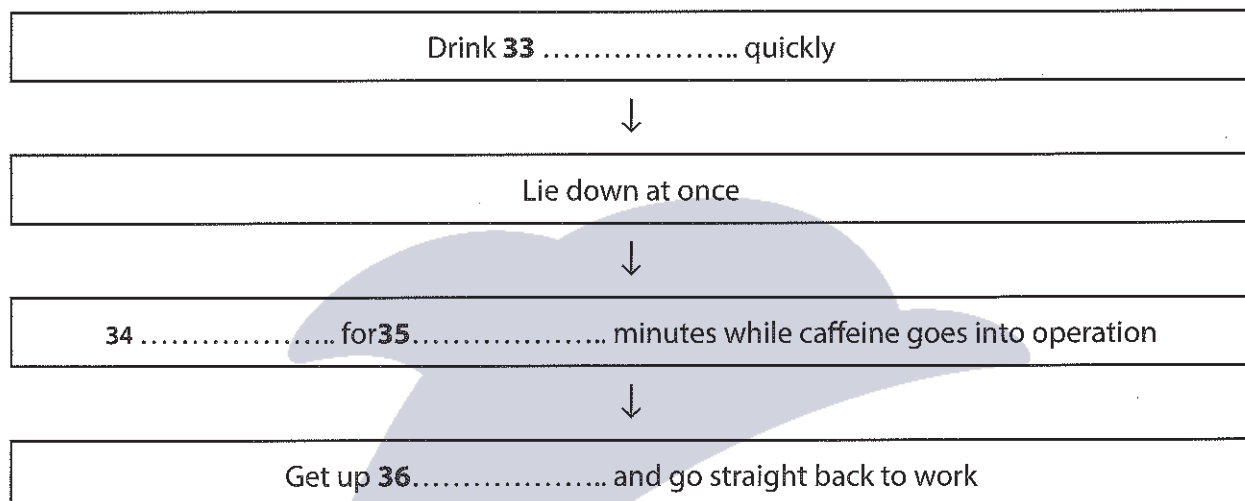 Drink 33 .................... quickly
↓
Lie down at once
↓
34 .................... for35.................... minutes while caffeine goes into operation
↓
Get up 36.................... and go straight back to work